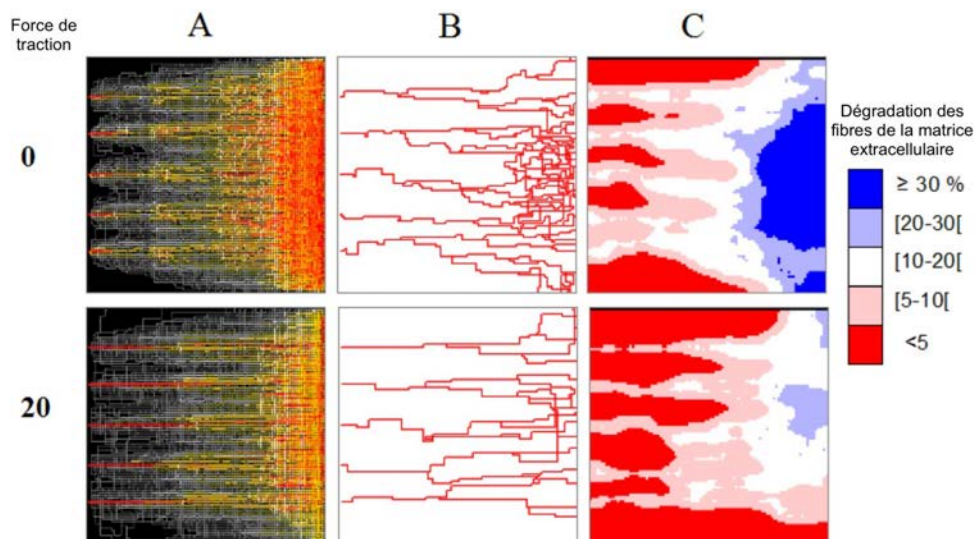 Force de
traction
A
B
C
0
20
Dégradation des
fibres de la matrice
extracellulaire
≥ 30 %
[20-30[
[10-20[
[5-10[
<5